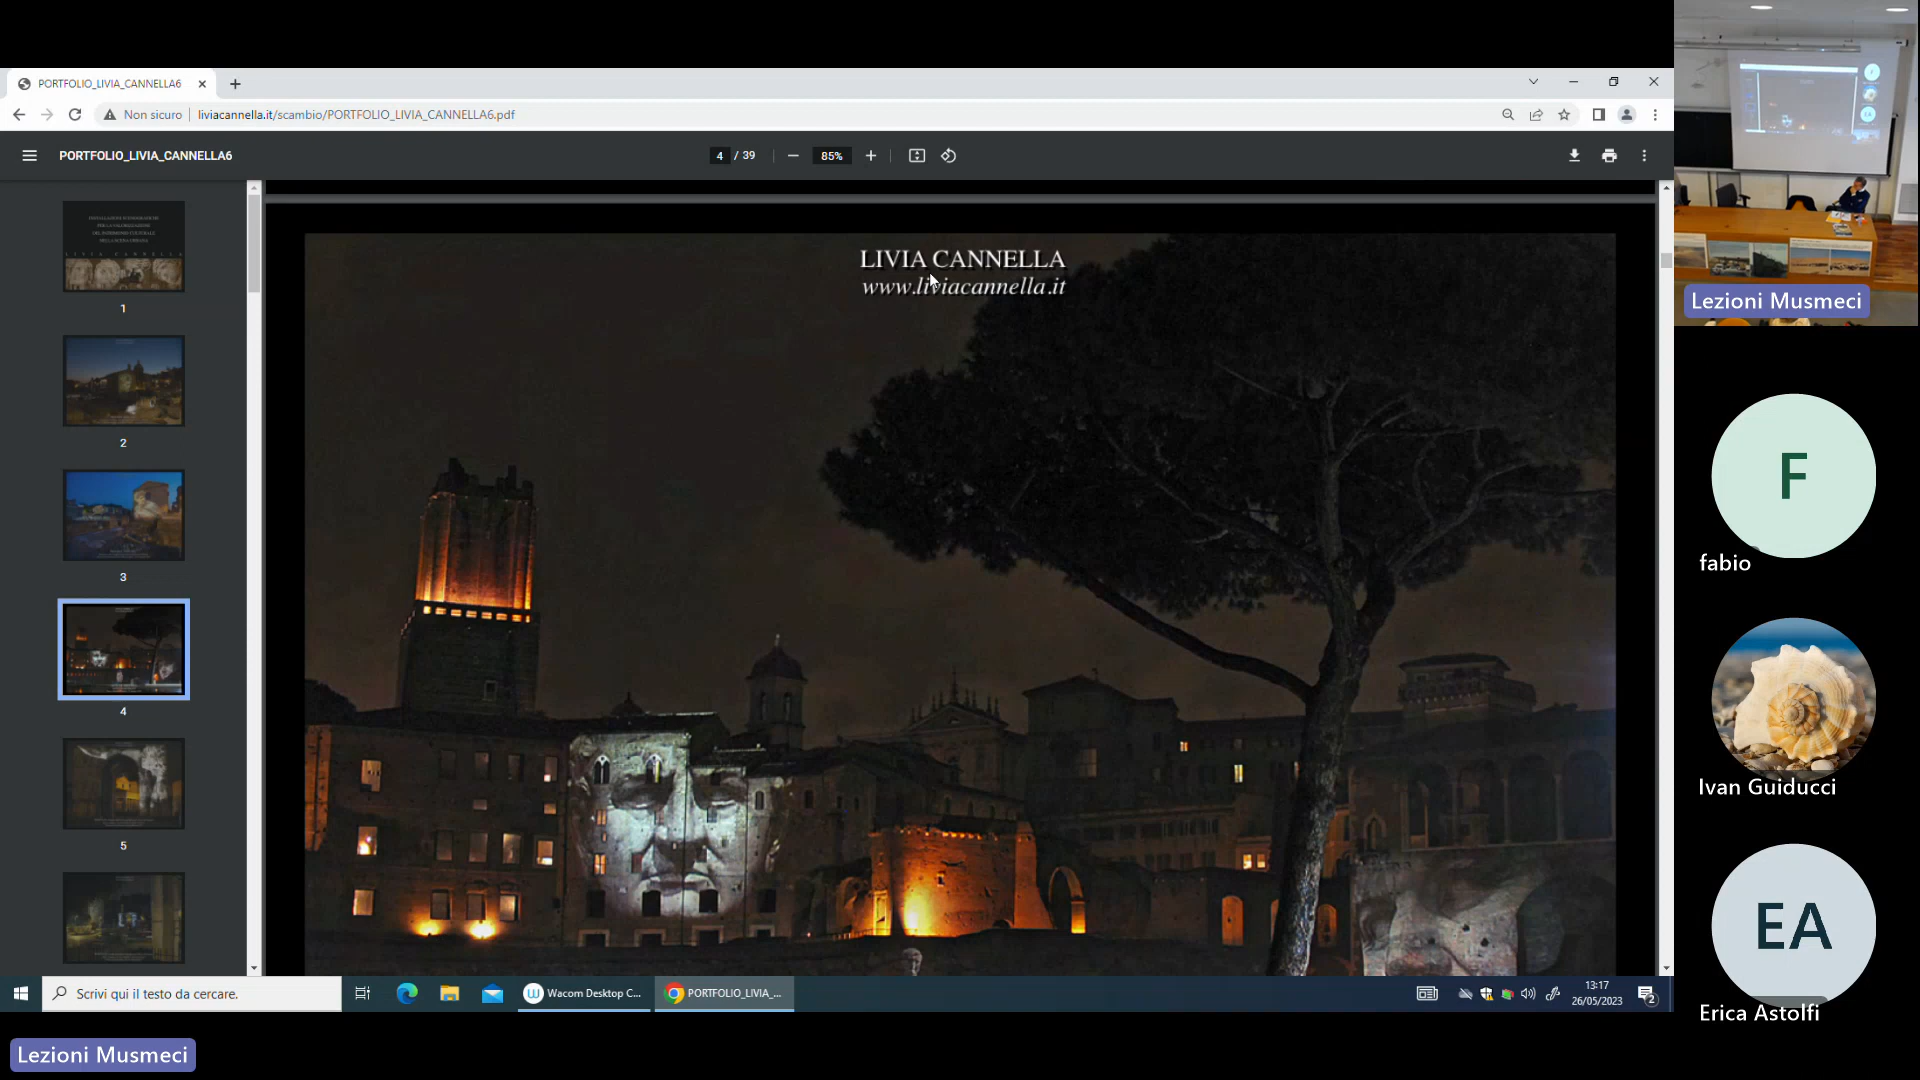 PORTFOLIO_LIVIA_CANNELLA6
Non sicuro
liviacannella.it/scambio/PORTFOLIO_LIVIA_CANNELLA6.pdf
PORTFOLIO_LIVIA_CANNELLA6
4 / 39
85%
1
2
3
4
5
LIVIA CANNELLA
www.liviacannella.it
Scrivi qui il testo da cercare.
Wacom Desktop C...
PORTFOLIO_LIVIA_...
13:17
26/05/2023
2
Lezioni Musmeci
F
fabio
Ivan Guiducci
EA
Erica Astolfi
Lezioni Musmeci